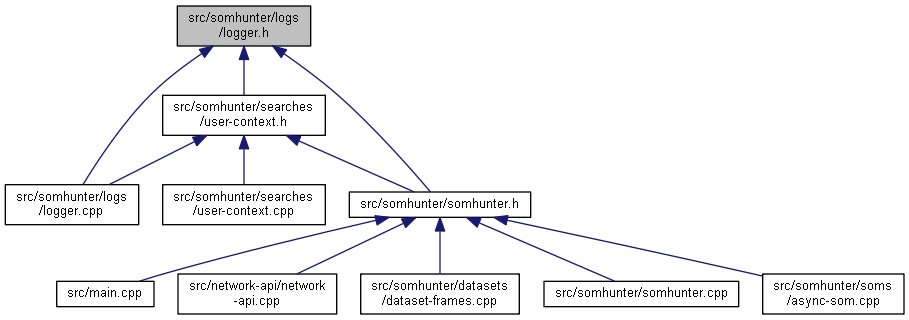 src/somhunter/logs
/logger.h
src/somhunter/searches
/user-context.h
src/somhunter/logs
/logger.cpp
src/somhunter/searches
/user-context.cpp
src/somhunter/somhunter.h
src/main.cpp
src/network-api/network
-api.cpp
src/somhunter/datasets
/dataset-frames.cpp
src/somhunter/somhunter.cpp
src/somhunter/soms
/async-som.cpp